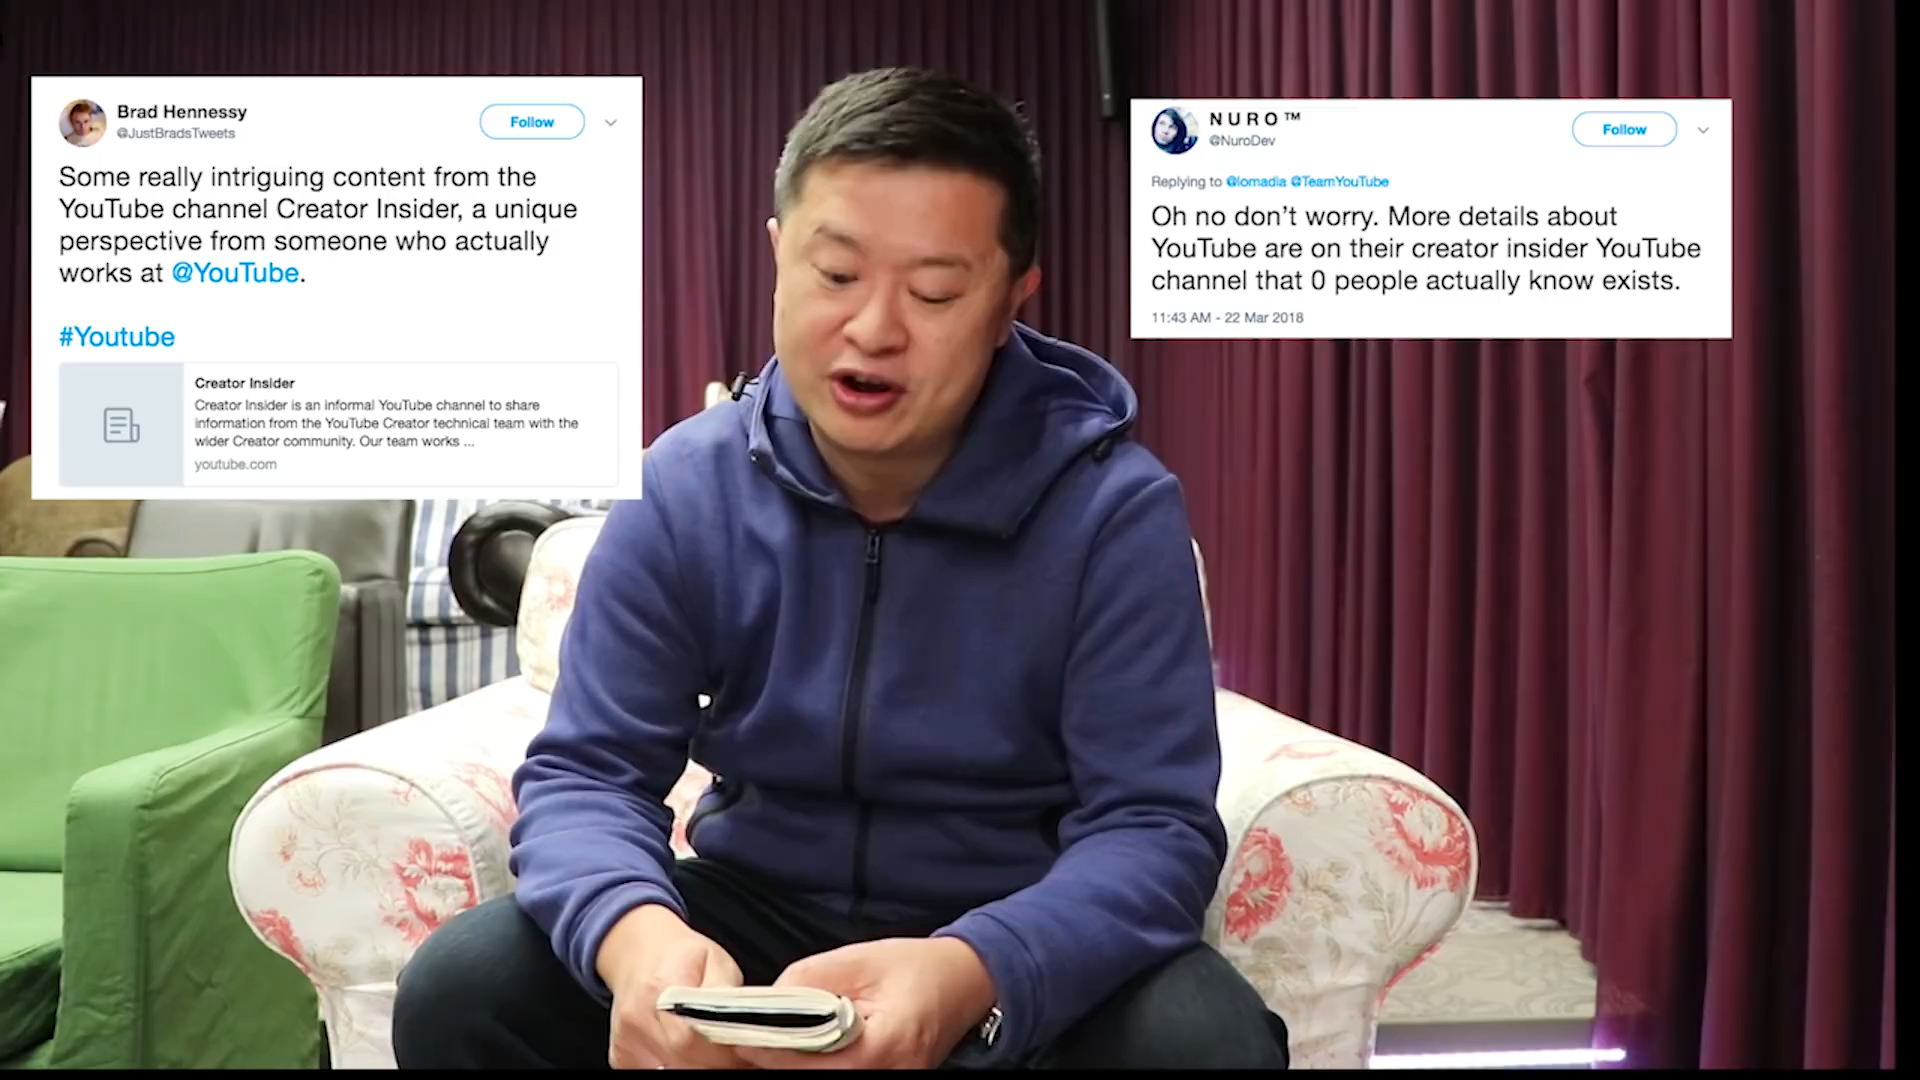 Brad Hennessy
@JustBradsTweets
Follow
Some really intriguing content from the
YouTube channel Creator Insider, a unique
perspective from someone who actually
works at @YouTube.
#Youtube
Creator Insider
Creator Insider is an informal YouTube channel to share
information from the YouTube Creator technical team with the
wider Creator community. Our team works ...
youtube.com
N U R O ™
@NuroDev
Follow
Replying to @lomadia @TeamYouTube
Oh no don't worry. More details about
YouTube are on their creator insider YouTube
channel that 0 people actually know exists.
11:43 AM - 22 Mar 2018